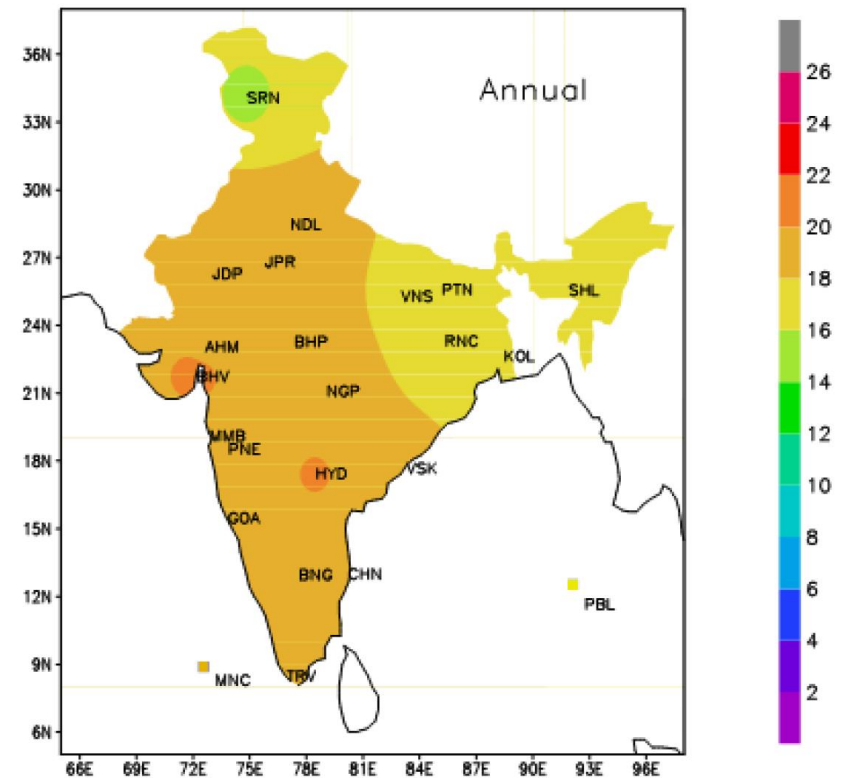 Annual
36N
33N
30N
27N
24N
21N
18N
15N
12N
9N
6N
66E 69E 72E 75E 78E 81E 84E 87E 90E 93E 96E
SRN
NDL
JPR
JDP
VNS PTN SHL
AHM BHP RNC
KOL
BHV
NGP
MMB
PNE
HYD VSK
GOA
BNG CHN
PBL
MNC TRV
26
24
22
20
18
16
14
12
10
8
6
4
2